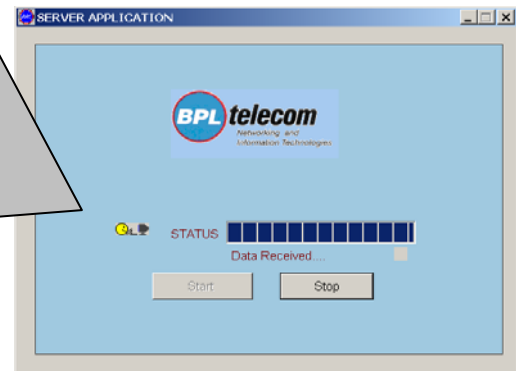 SERVER APPLICATION
BPL telecom
Networking and
Information Technologies
STATUS
Data Received....
Start
Stop